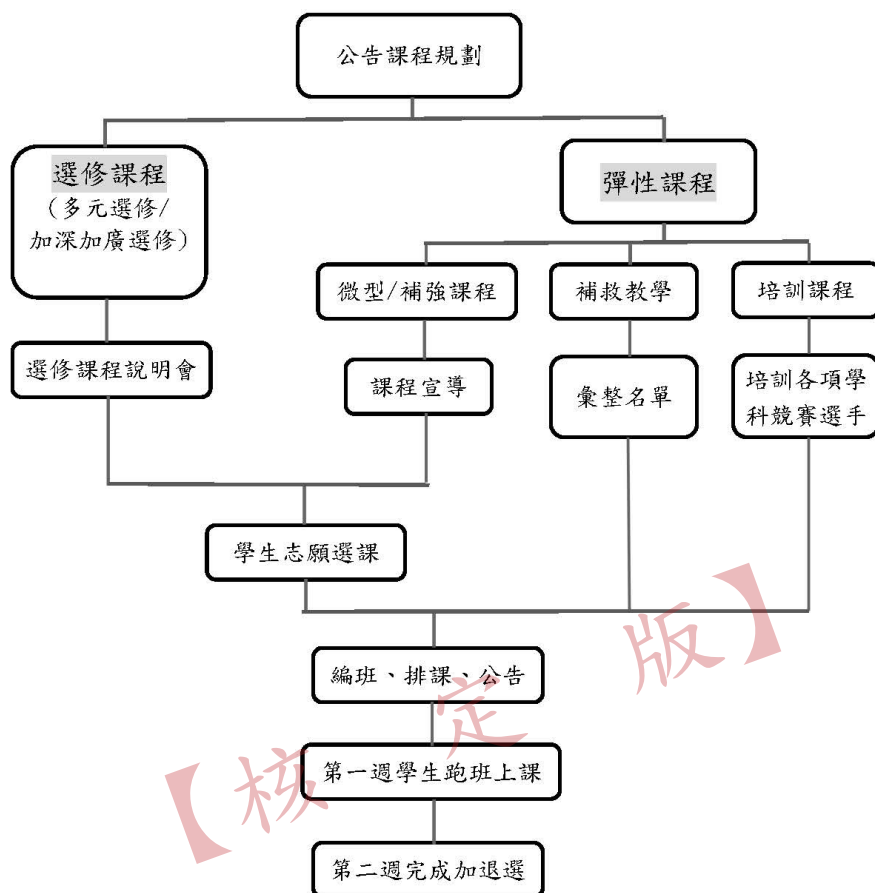 公告課程規劃
選修課程
（多元選修/
加深加廣選修）
彈性課程
微型/補強課程
補救教學
培訓課程
選修課程說明會
課程宣導
彙整名單
培訓各項學
科競賽選手
學生志願選課
編班、排課、公告
第一週學生跑班上課
第二週完成加退選
【核定版】